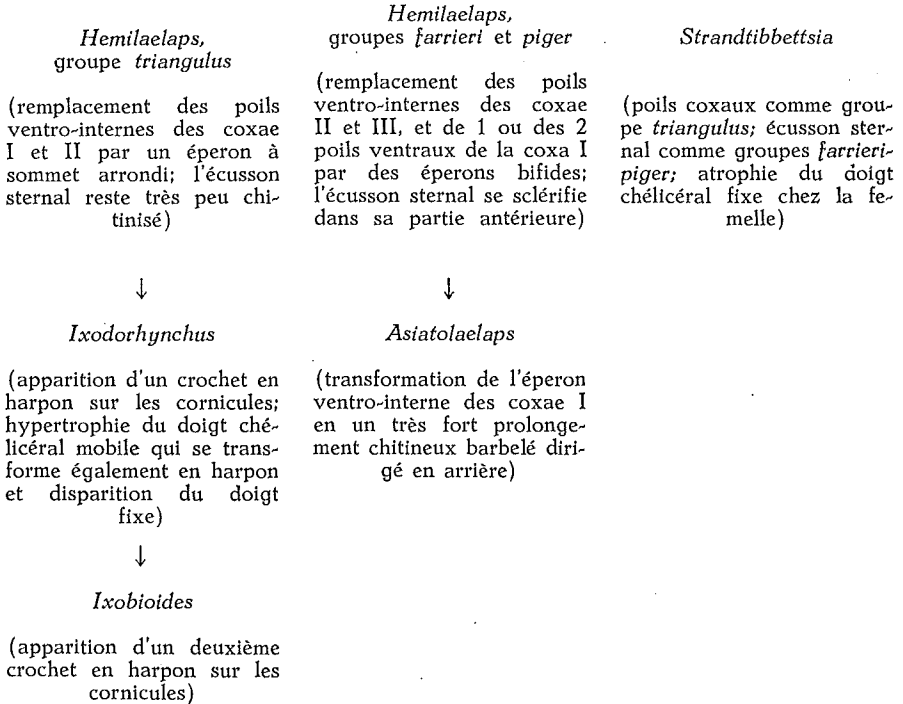 Hemilaelaps,
groupe triangulus
(remplacement des poils
ventro-internes des coxae
I et II par un éperon à
sommet arrondi; l'écusson
sternal reste très peu chi-
tinisé)
↓
Ixodorhynchus
(apparition d'un crochet en
harpon sur les cornicules;
hypertrophie du doigt ché-
licéral mobile qui se trans-
forme également en harpon
et disparition du doigt
fixe)
↓
Ixobioides
(apparition d'un deuxième
crochet en harpon sur les
cornicules)
Hemilaelaps,
groupes farrieri et piger
(remplacement des poils
ventro-internes des coxae
II et III, et de 1 ou des 2
poils ventraux de la coxa I
par des éperons bifides;
l'écusson sternal se sclérifie
dans sa partie antérieure)
↓
Asiatolaelaps
(transformation de l'éperon
ventro-interne des coxae I
en un très fort prolonge-
ment chitineux barbelé diri-
gé en arrière)
Strandtibbettsia
(poils coxaux comme grou-
pe triangulus; écusson ster-
nal comme groupes farrieri-
piger; atrophie du doigt
chélicéral fixe chez la fe-
melle)